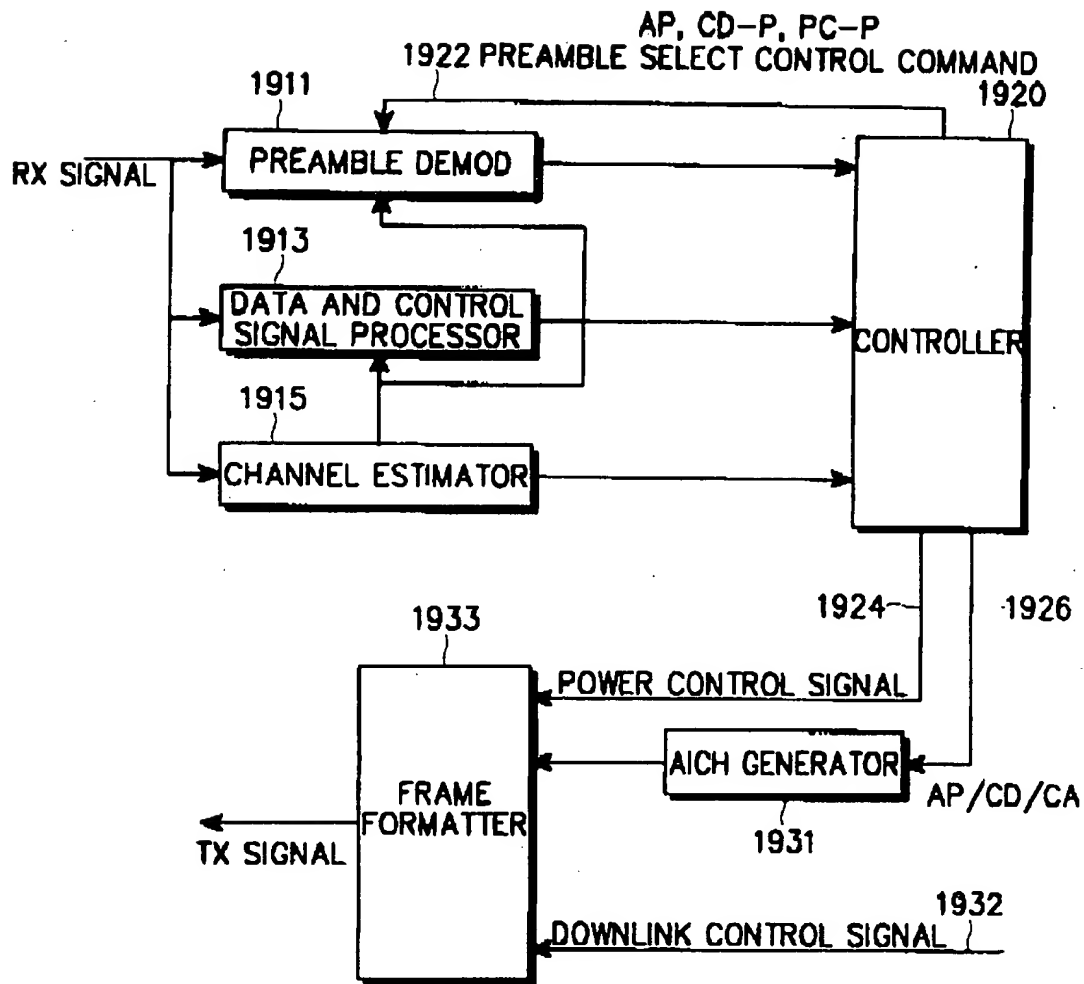 AP, CD-P, PC-P
1922 PREAMBLE SELECT CONTROL COMMAND
1911
1920
PREAMBLE DEMOD
RX SIGNAL
1913
DATA AND CONTROL
SIGNAL PROCESSOR
CONTROLLER
1915
CHANNEL ESTIMATOR
1924
1926
1933
POWER CONTROL SIGNAL
AICH GENERATOR
AP/CD/CA
FRAME
FORMATTER
1931
TX SIGNAL
1932
DOWNLINK CONTROL SIGNAL